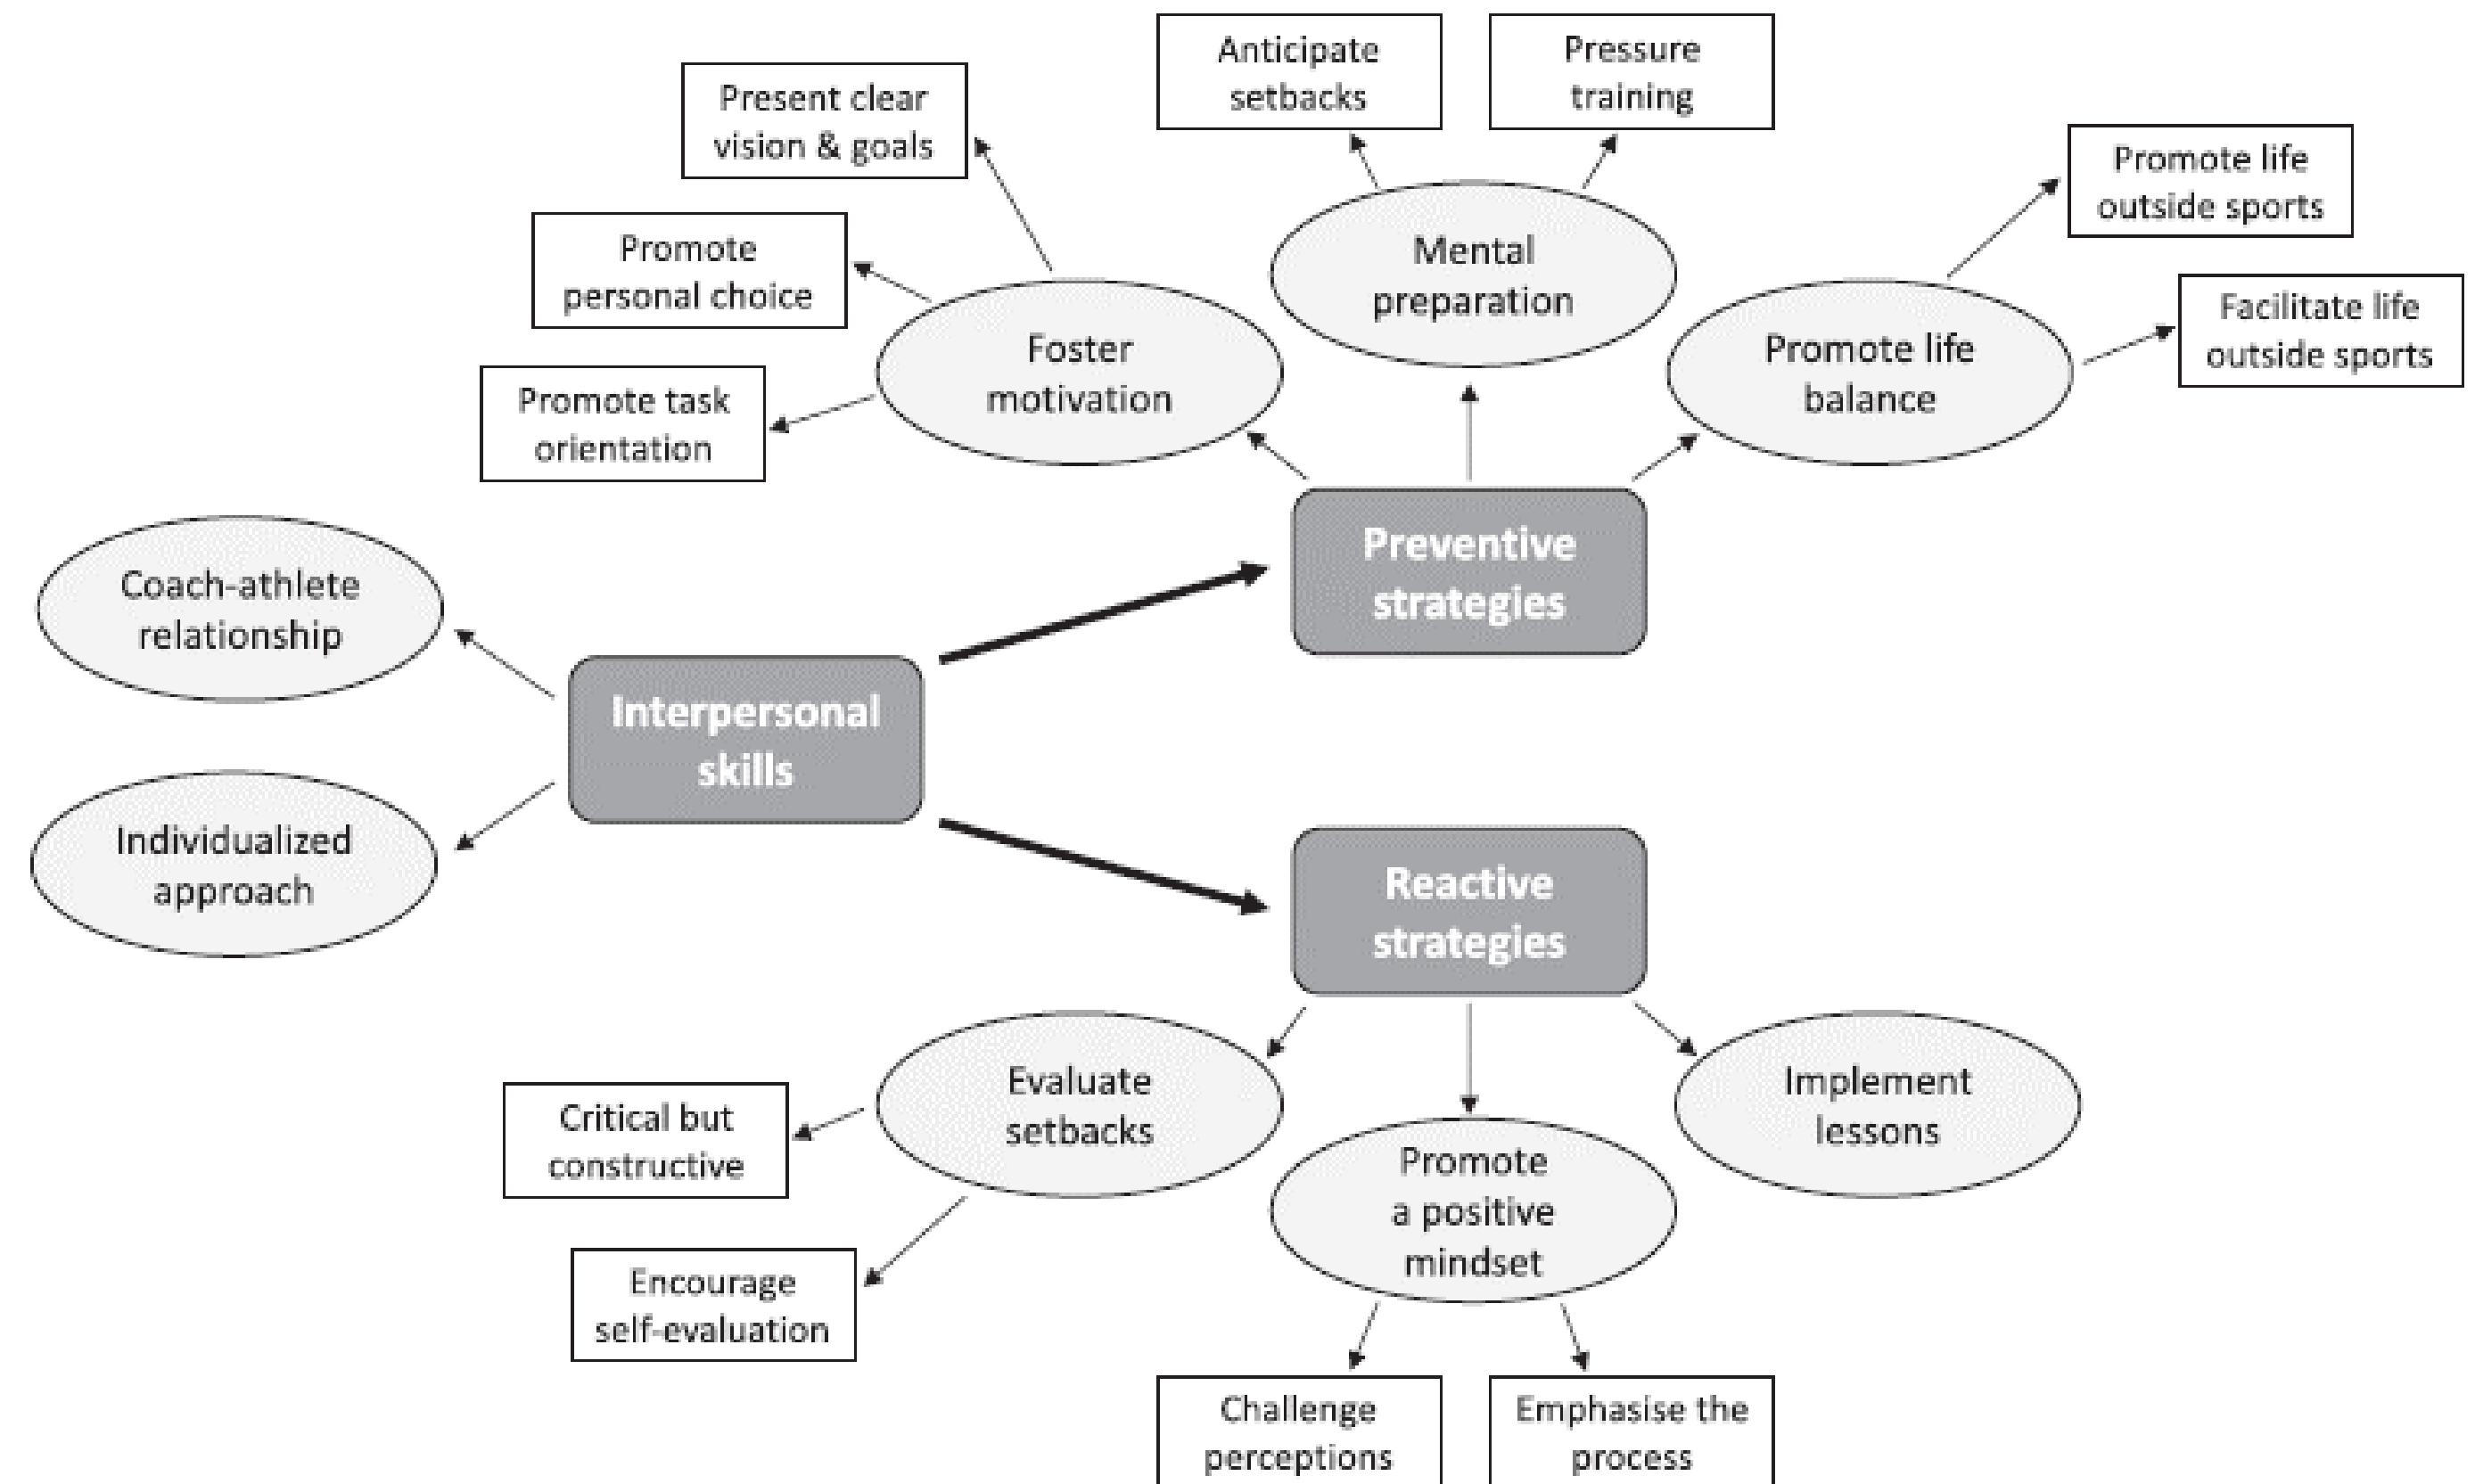 Anticipate
setbacks
Pressure
training
Present clear
vision & goals
Promote life
outside sports
Promote
personal choice
Mental
preparation
Facilitate life
outside sports
Foster
motivation
Promote life
balance
Promote task
orientation
Preventive
strategies
Coach-athlete
relationship
Interpersonal
skills
Individualized
approach
Reactive
strategies
Evaluate
setbacks
Implement
lessons
Critical but
constructive
Promote
a positive
mindset
Encourage
self-evaluation
Challenge
perceptions
Emphasise the
process